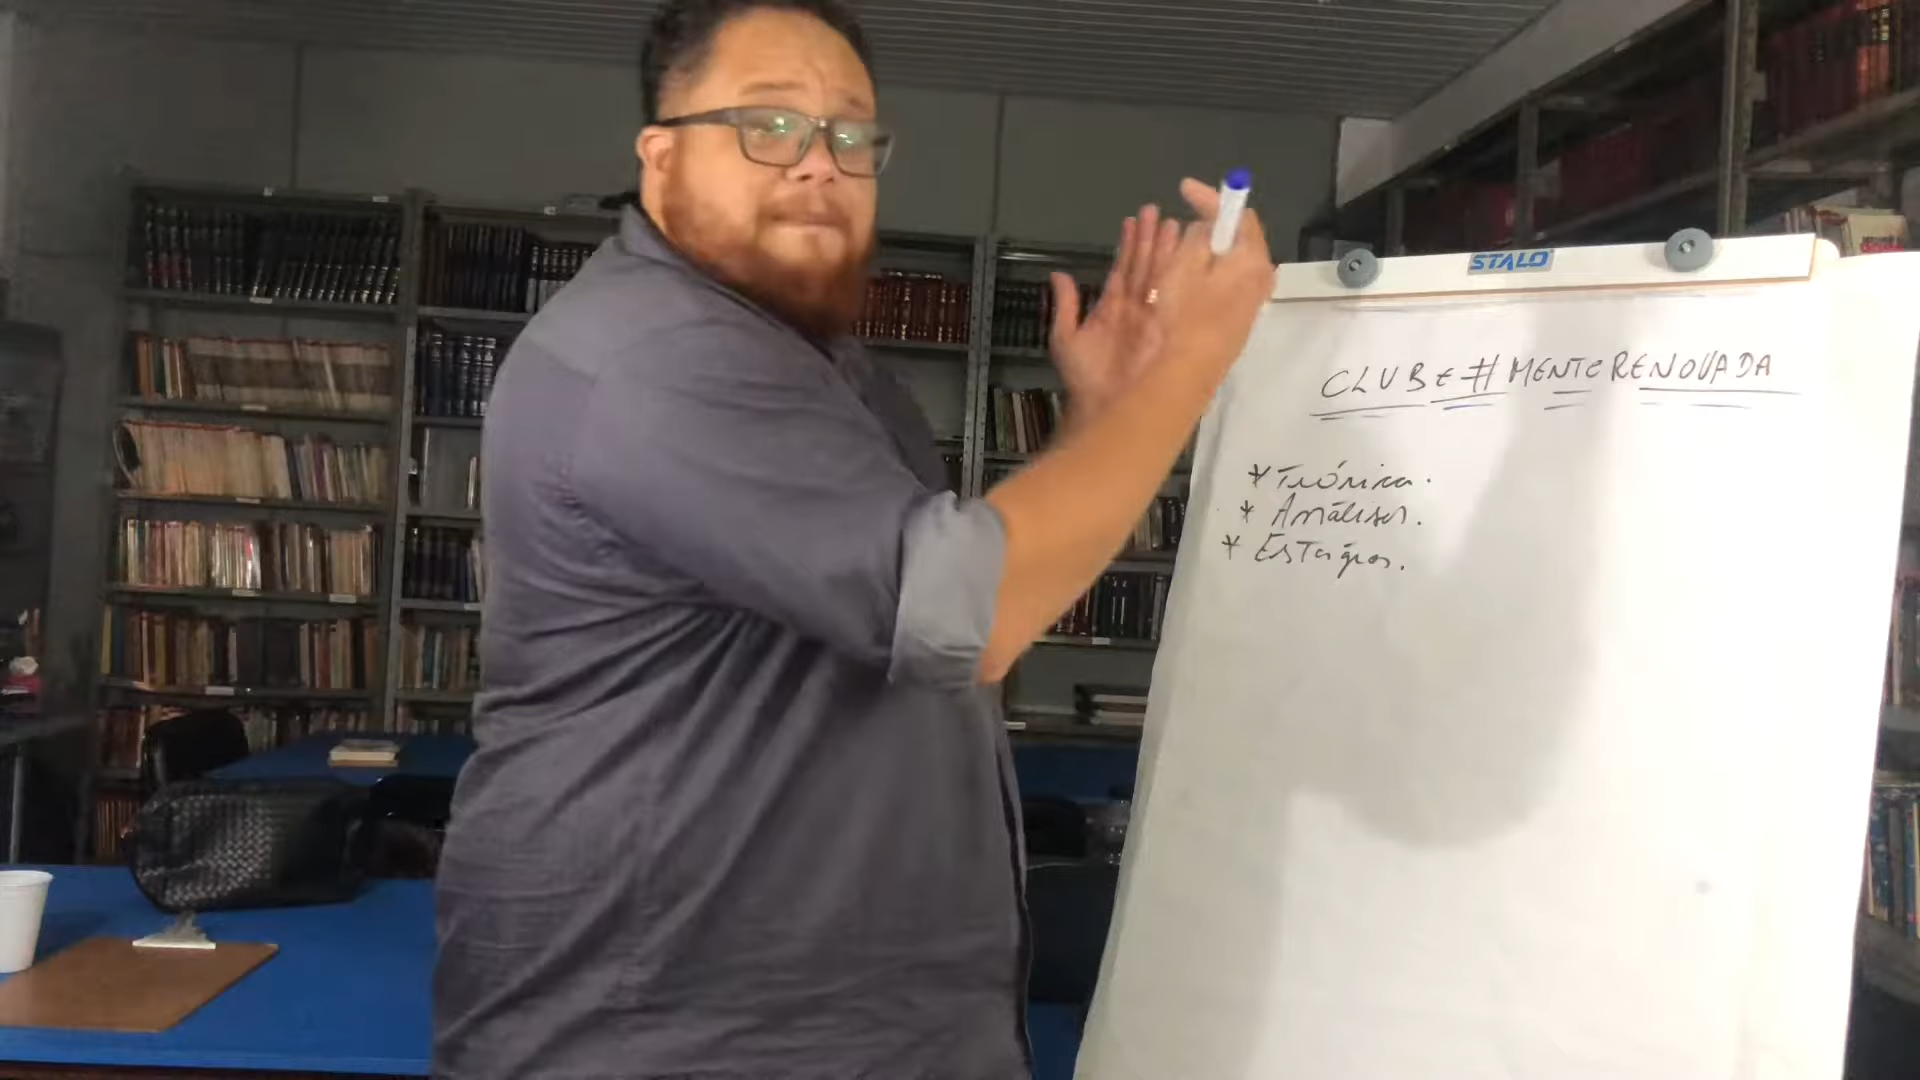 STALO
CLUBE #MENTERENOVADA
* Teórica.
* Análises.
* Estágios.